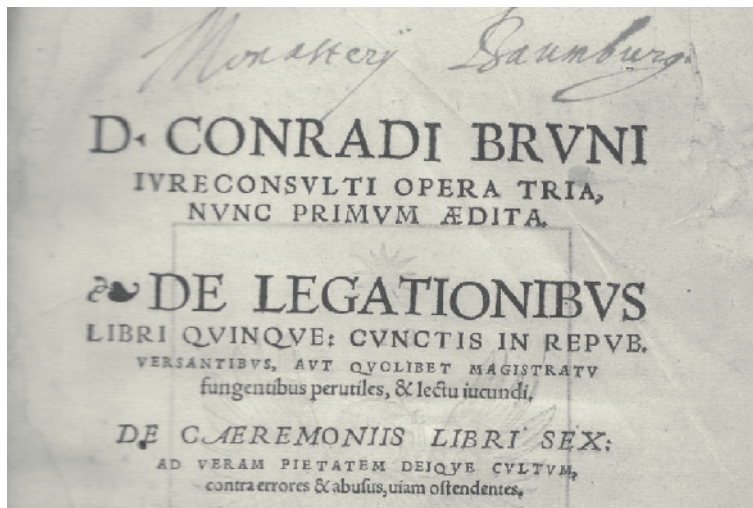 Monasterij Baumburg.
D. CONRADI BRVNI
IVRECONSVLTI OPERA TRIA,
NVNC PRIMVM ÆDITA.
DE LEGATIONIBVS
LIBRI QVINQVE: CVNCTIS IN REPVB.
VERSANTIBVS, AVT QVOLIBET MAGISTRATV
fungentibus perutiles, & lectu iucundi.
DE CAEREMONIIS LIBRI SEX:
AD VERAM PIETATEM DEIQVE CVLTVM,
contra errores & abusus, uiam ostendentes.